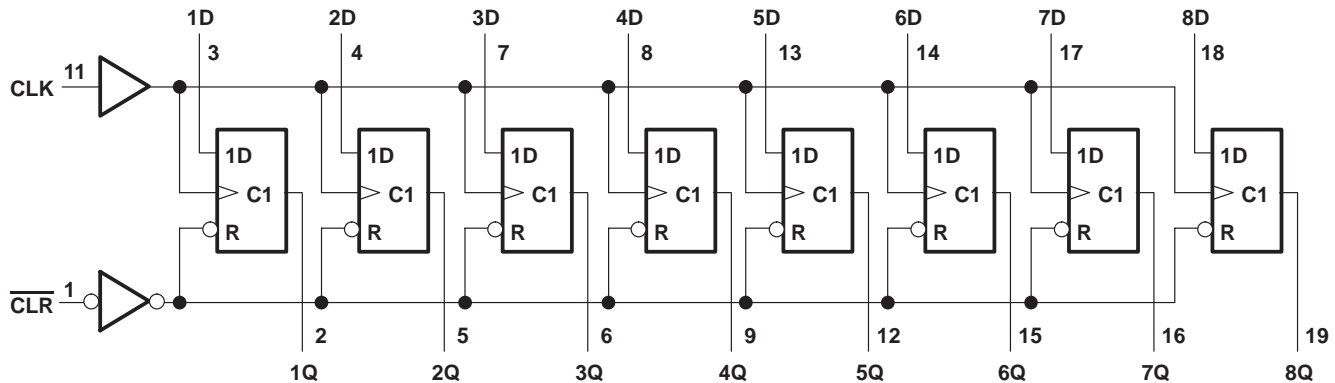 1D 2D 3D 4D 5D 6D 7D 8D
3 4 7 8 13 14 17 18
CLK 11
1D 1D 1D 1D 1D 1D 1D 1D
C1 C1 C1 C1 C1 C1 C1 C1
R R R R R R R R
CLR 1
2 5 6 9 12 15 16 19
1Q 2Q 3Q 4Q 5Q 6Q 7Q 8Q